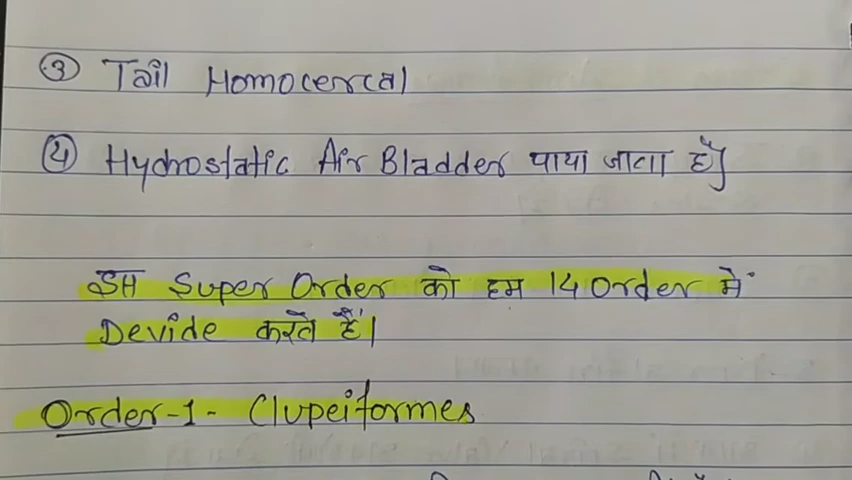 ③ Tail Homocercal
④ Hydrostatic Air Bladder पाया जाता है।
इस Super Order को हम 14 order में
Devide करते हैं।
Order-1- Clupeiformes